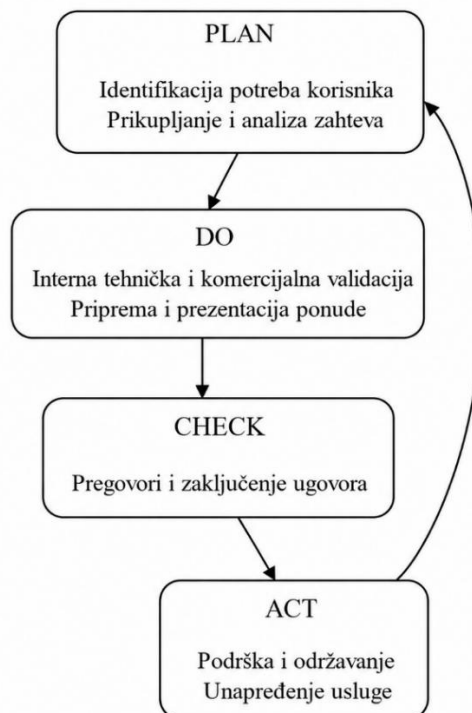 PLAN
Identifikacija potreba korisnika
Prikupljanje i analiza zahteva
DO
Interna tehnička i komercijalna validacija
Priprema i prezentacija ponude
CHECK
Pregovori i zaključenje ugovora
ACT
Podrška i održavanje
Unapređenje usluge